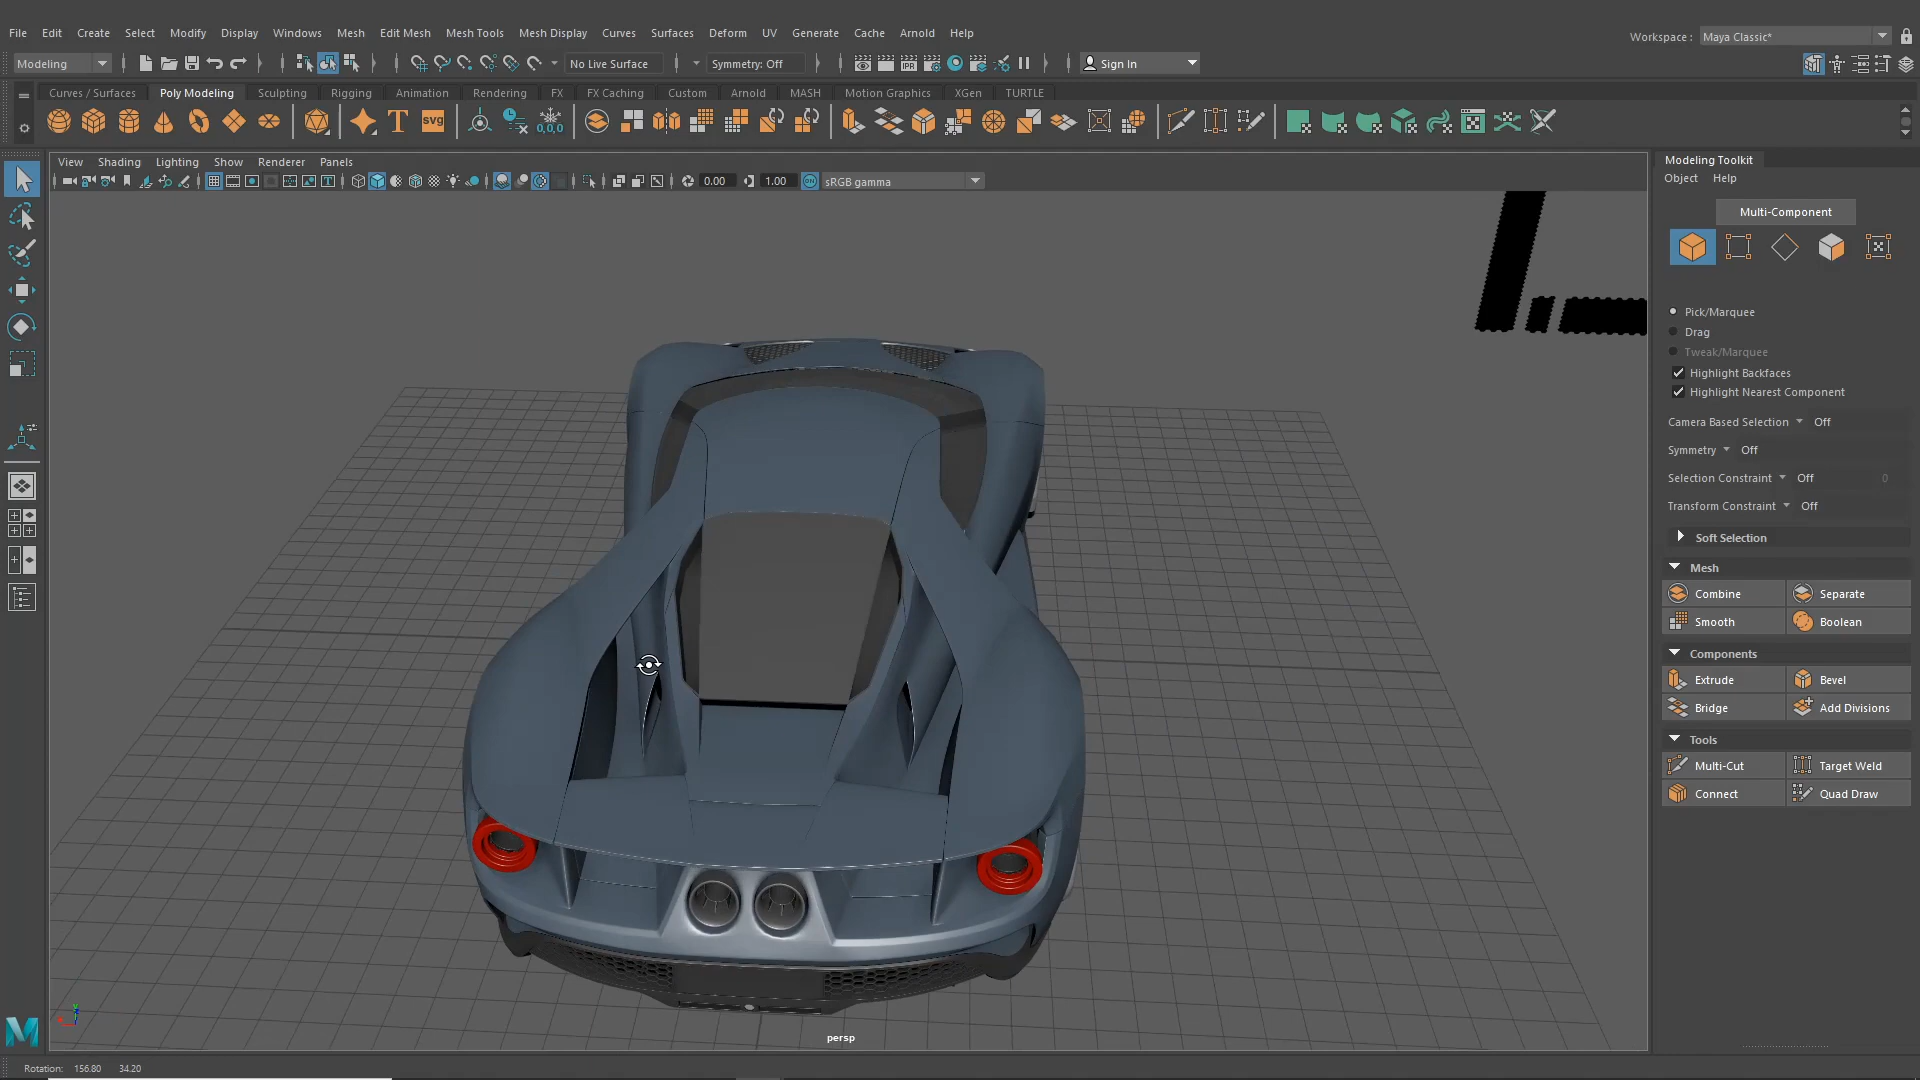 File Edit Create Select Modify Display Windows Mesh Edit Mesh Mesh Tools Mesh Display Curves Surfaces Deform UV Generate Cache Arnold Help
Workspace : Maya Classic*
Modeling No Live Surface Symmetry: Off Sign In
Curves / Surfaces Poly Modeling Sculpting Rigging Animation Rendering FX FX Caching Custom Arnold MASH Motion Graphics XGen TURTLE
T svg 0,0,0
View Shading Lighting Show Renderer Panels
0.00 1.00 ON sRGB gamma
Modeling Toolkit
Object Help
Multi-Component
Pick/Marquee
Drag
Tweak/Marquee
Highlight Backfaces
Highlight Nearest Component
Camera Based Selection Off
Symmetry Off
Selection Constraint Off 0
Transform Constraint Off
Soft Selection
Mesh
Combine Separate
Smooth Boolean
Components
Extrude Bevel
Bridge Add Divisions
Tools
Multi-Cut Target Weld
Connect Quad Draw
persp
M
Rotation: 156.80 34.20